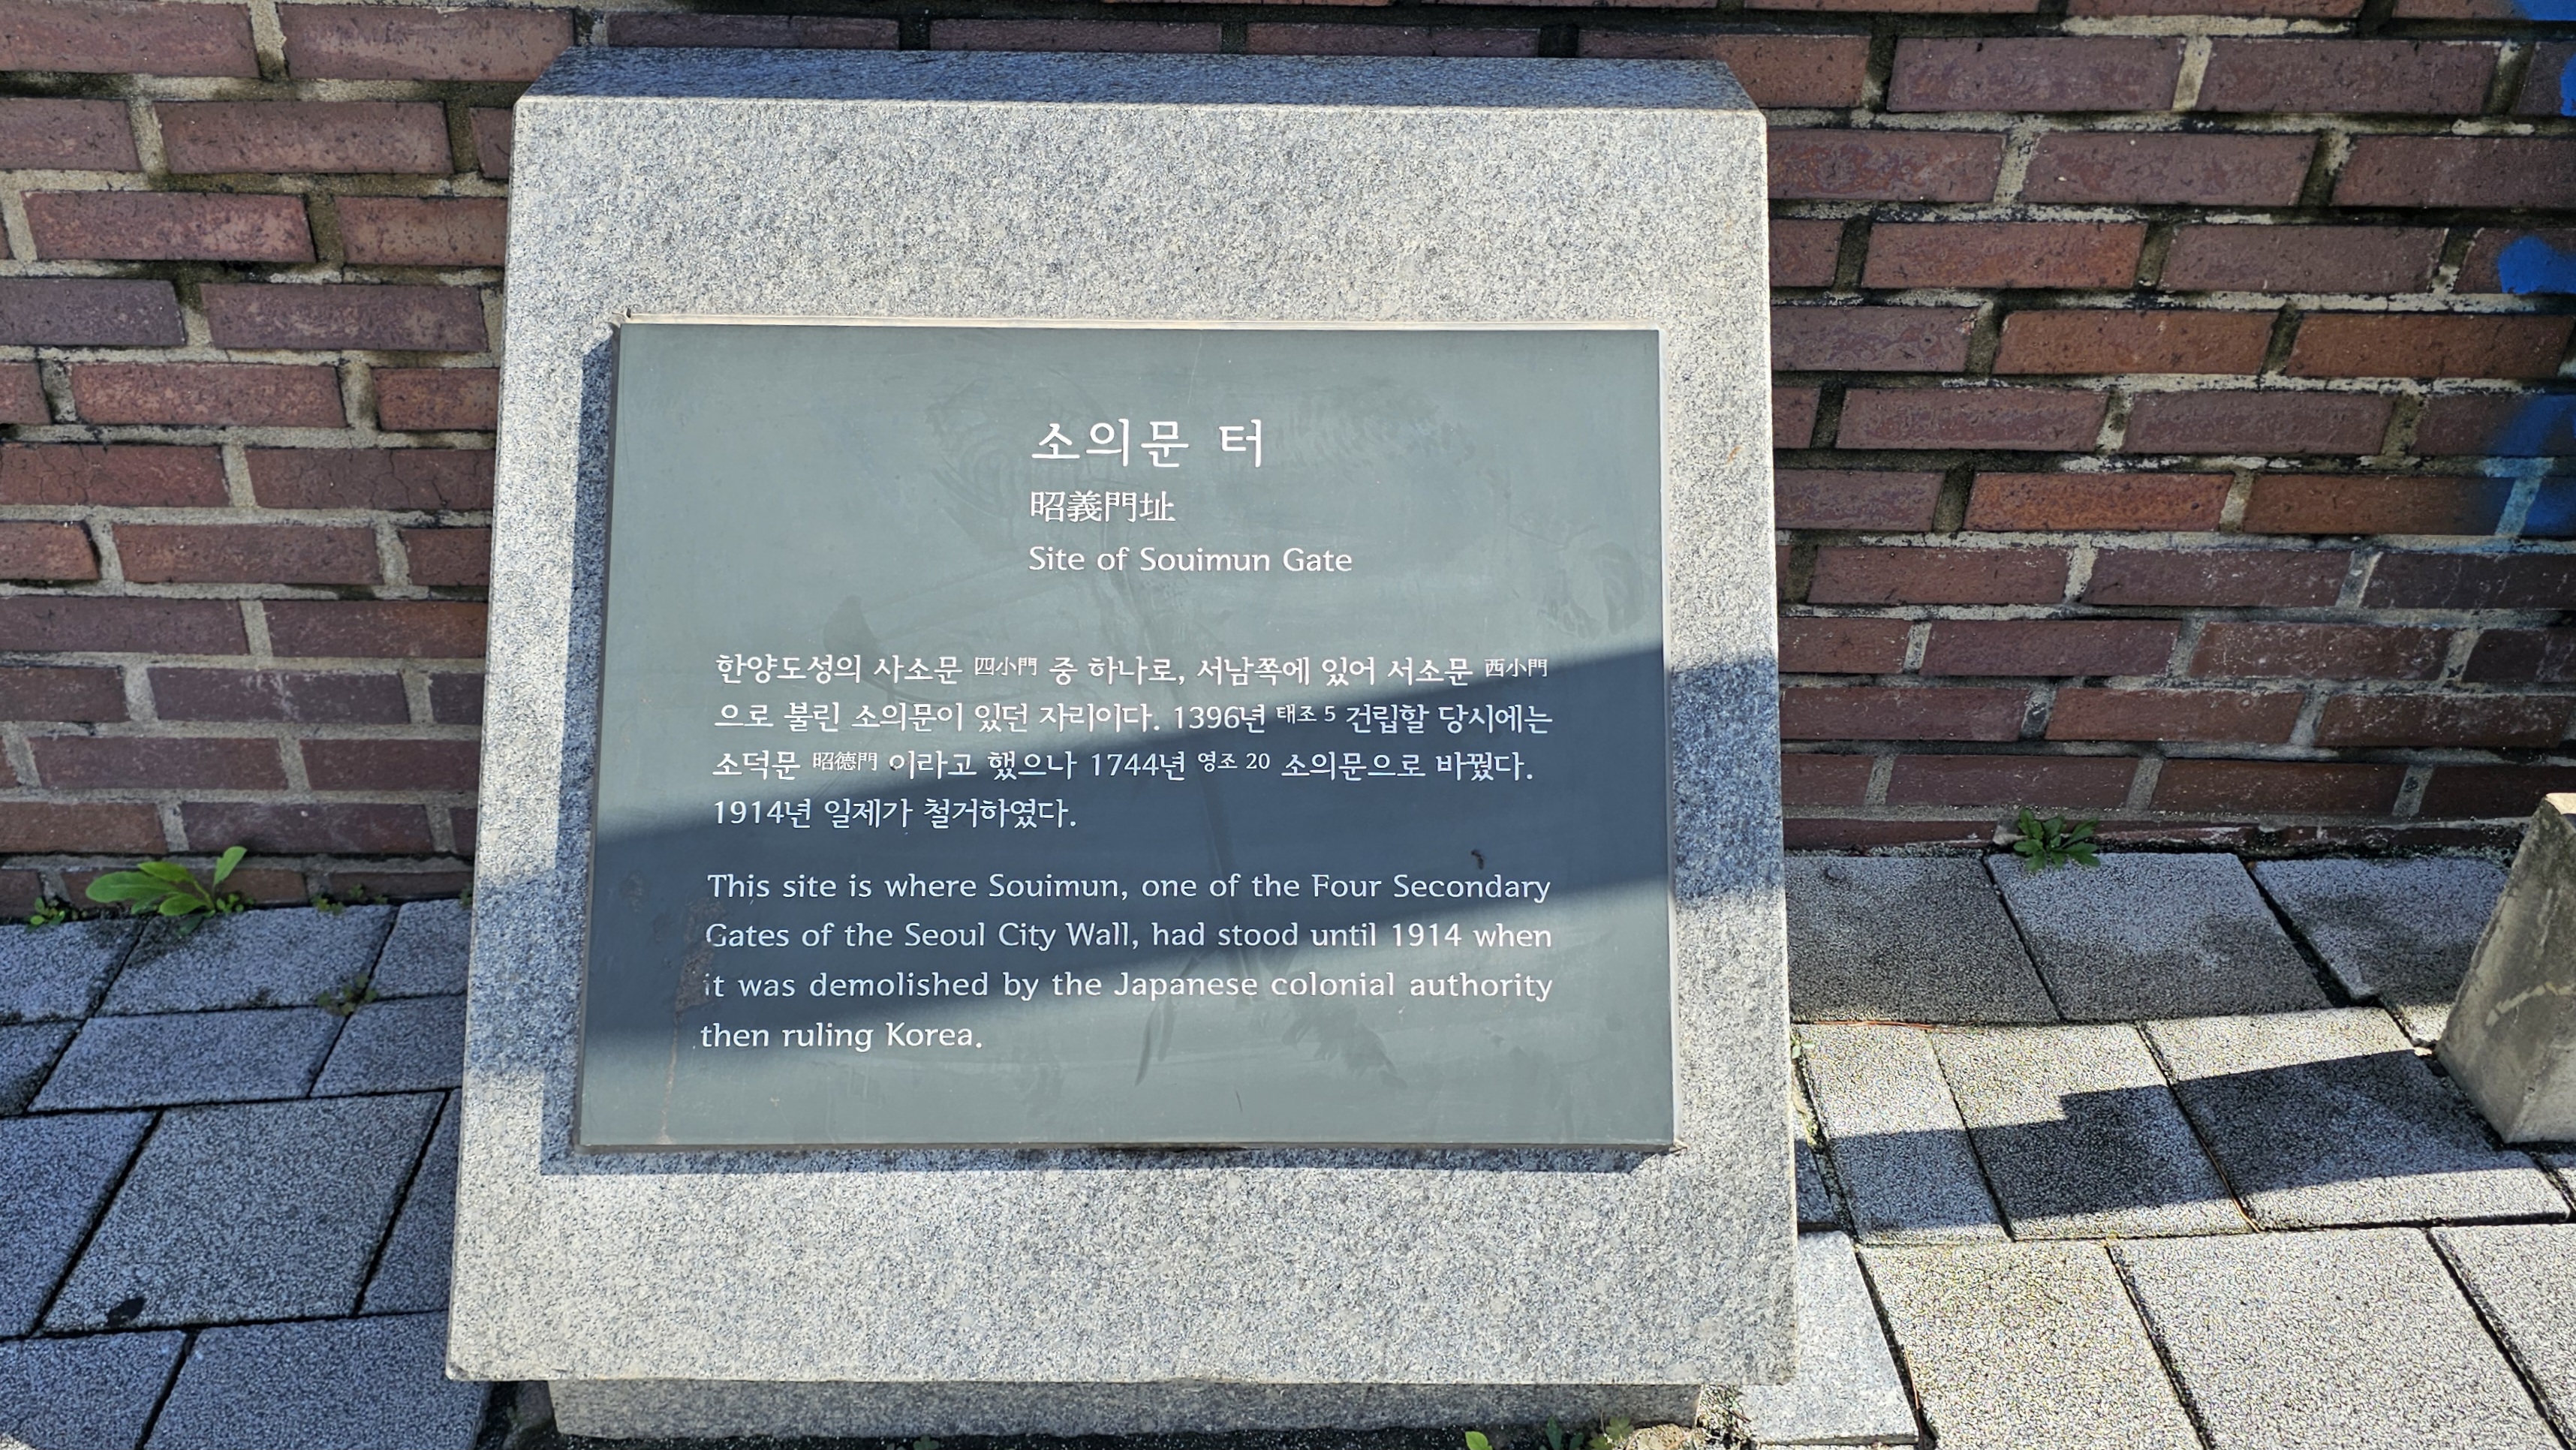 소의문 터
昭義門址
Site of Souimun Gate
한양도성의 사소문 四小門 중 하나로, 서남쪽에 있어 서소문 西小門
으로 불린 소의문이 있던 자리이다. 1396년 태조 5 건립할 당시에는
소덕문 昭德門 이라고 했으나 1744년 영조 20 소의문으로 바꿨다.
1914년 일제가 철거하였다.
This site is where Souimun, one of the Four Secondary
Gates of the Seoul City Wall, had stood until 1914 when
it was demolished by the Japanese colonial authority
then ruling Korea.